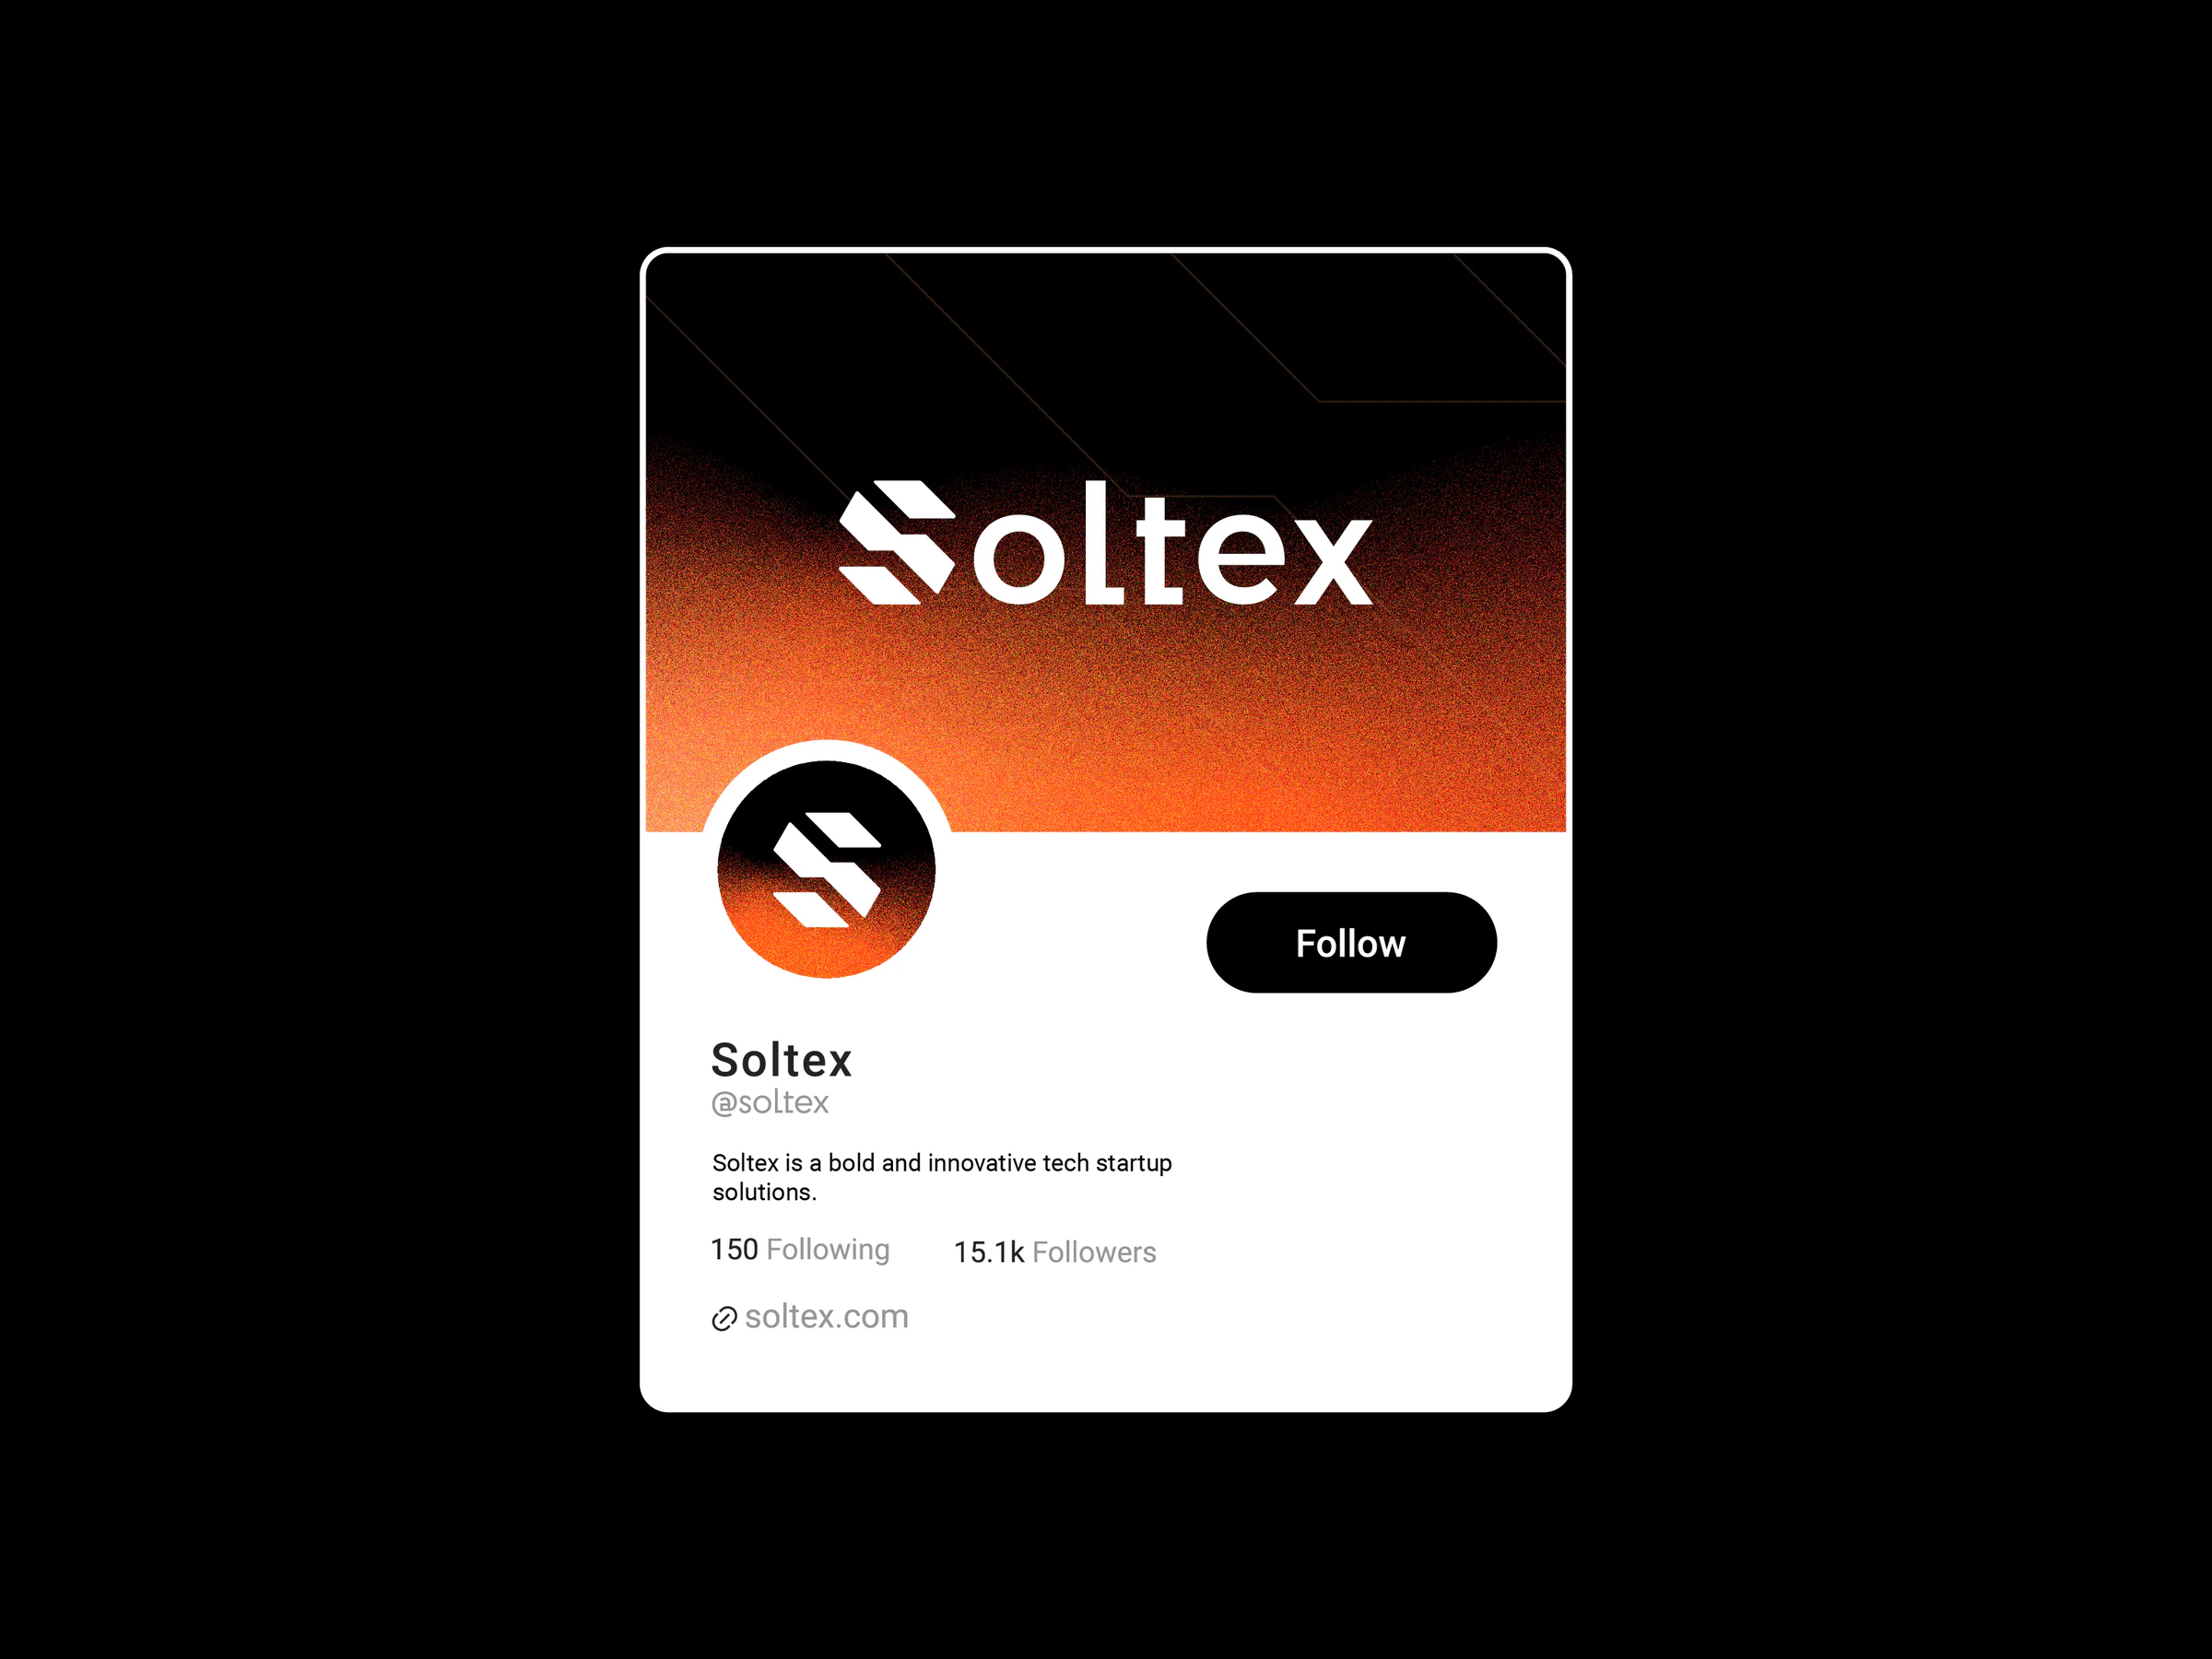 Soltex
Follow
Soltex
@soltex
Soltex is a bold and innovative tech startup
solutions.
150 Following 15.1k Followers
soltex.com